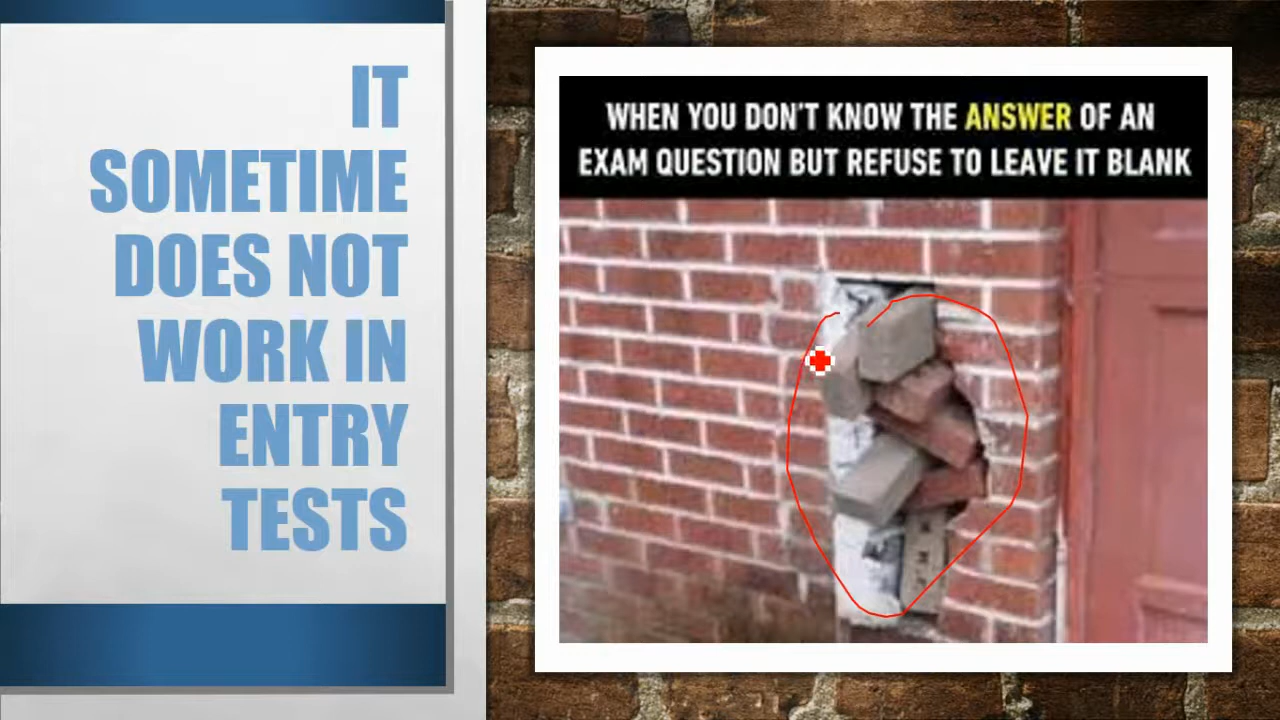 IT
SOMETIME
DOES NOT
WORK IN
ENTRY
TESTS
WHEN YOU DON'T KNOW THE ANSWER OF AN
EXAM QUESTION BUT REFUSE TO LEAVE IT BLANK